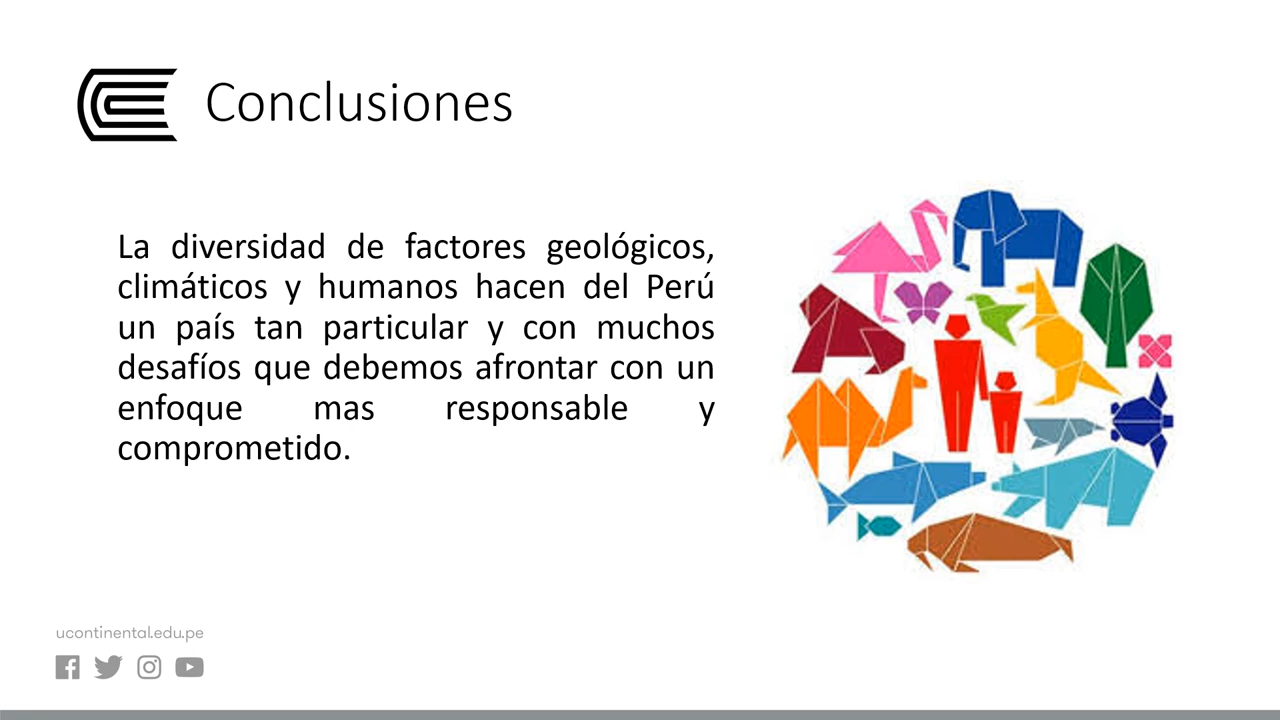 Conclusiones
La diversidad de factores geológicos,
climáticos y humanos hacen del Perú
un país tan particular y con muchos
desafíos que debemos afrontar con un
enfoque mas responsable y
comprometido.
ucontinental.edu.pe